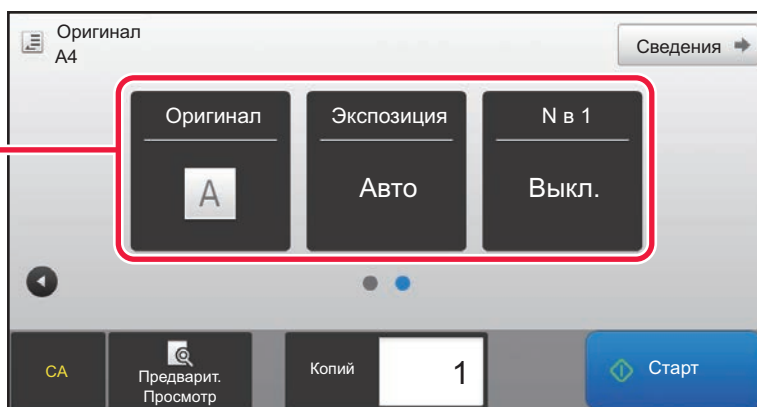 Оригинал
A4
Сведения
Оригинал
Экспозиция
N в 1
A
Авто
Выкл.
CA
Предварит.
Просмотр
Копий
1
Старт